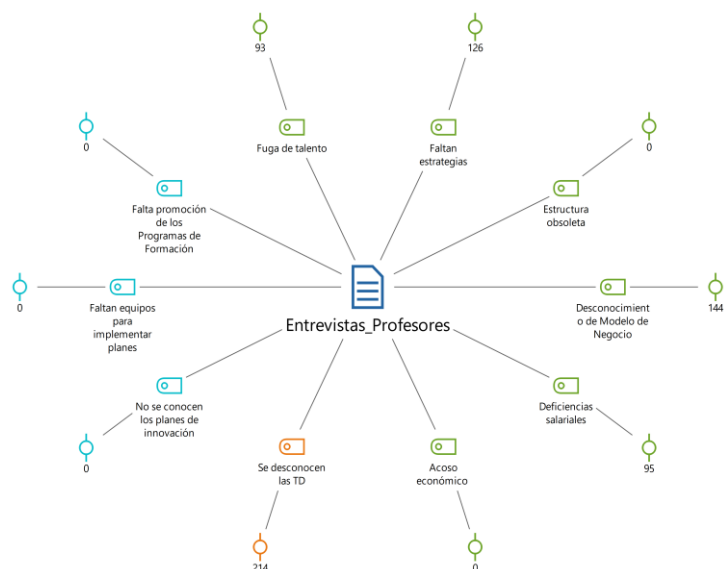 93
126
0
0
Fuga de talento
Faltan
estrategias
Falta promoción
de los
Programas de
Formación
Estructura
obsoleta
0
Faltan equipos
para
implementar
planes
Entrevistas_Profesores
Desconocimient
o de Modelo de
Negocio
144
No se conocen
los planes de
innovación
Deficiencias
salariales
0
Se desconocen
las TD
Acoso
económico
95
214
0